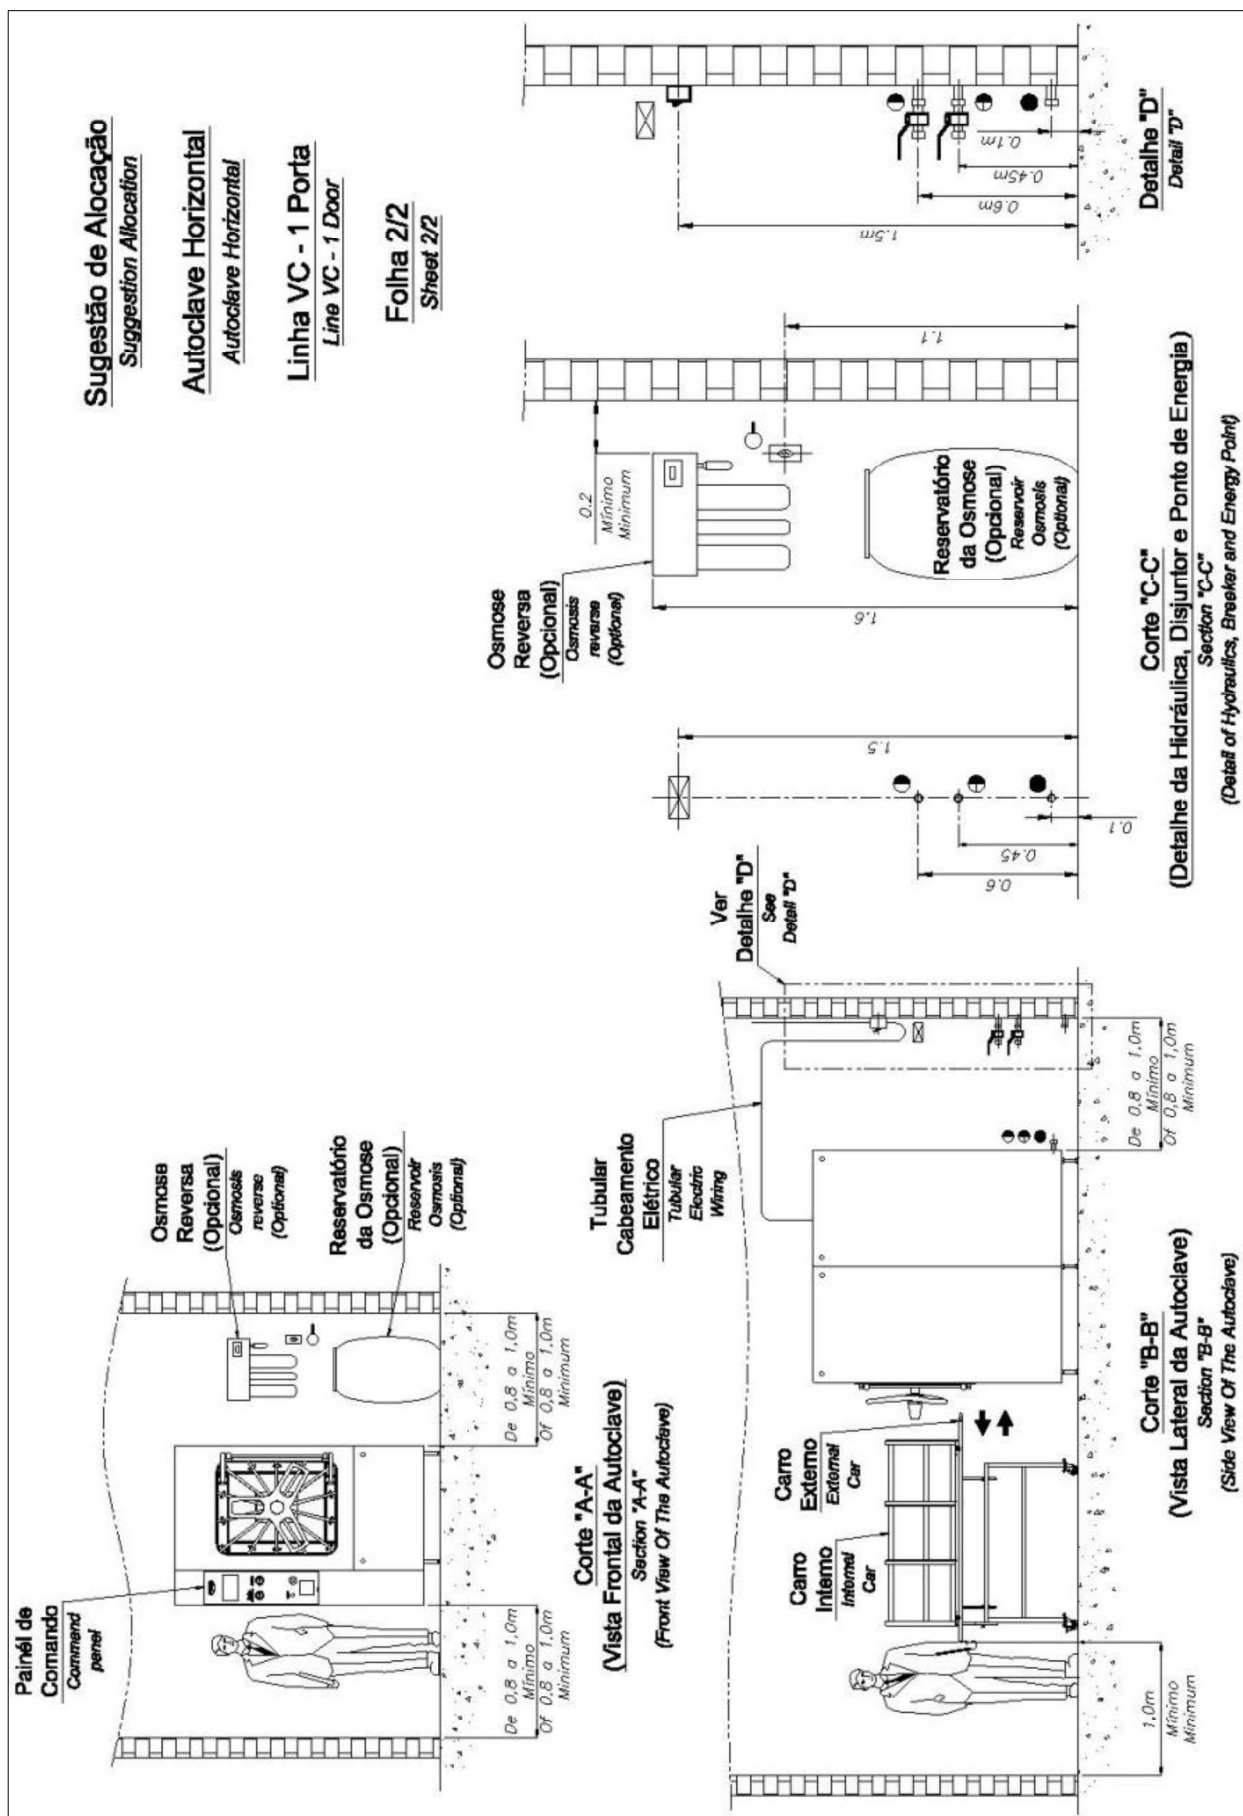 Sugestão de Alocação
Suggestion Allocation
Autoclave Horizontal
Autoclave Horizontal
Linha VC - 1 Porta
Line VC - 1 Door
Folha 2/2
Sheet 2/2
Painél de
Comando
Command
panel
Osmose
Reversa
(Opcional)
Osmosis
reverse
(Optional)
Reservatório
da Osmose
(Opcional)
Reservoir
Osmosis
(Optional)
De 0,8 a 1,0m
Mínimo
Of 0,8 a 1,0m
Minimum
De 0,8 a 1,0m
Mínimo
Of 0,8 a 1,0m
Minimum
Corte "A-A"
(Vista Frontal da Autoclave)
Section "A-A"
(Front View Of The Autoclave)
Osmose
Reversa
(Opcional)
Osmosis
reverse
(Optional)
0.2
Mínimo
Minimum
Reservatório
da Osmose
(Opcional)
Reservoir
Osmosis
(Optional)
1.5
0.6
0.45
0.1
1.6
1.1
Corte "C-C"
(Detalhe da Hidráulica, Disjuntor e Ponto de Energia)
Section "C-C"
(Detail of Hydraulics, Breeker and Energy Point)
1.5m
0.6m
0.45m
0.1m
Detalhe "D"
Detail "D"
Carro
Interno
Internal
Car
Carro
Externo
External
Car
Tubular
Cabeamento
Elétrico
Tubular
Electric
Wiring
Ver
Detalhe "D"
See
Detail "D"
1,0m
Mínimo
Minimum
De 0,8 a 1,0m
Mínimo
Of 0,8 a 1,0m
Minimum
Corte "B-B"
(Vista Lateral da Autoclave)
Section "B-B"
(Side View Of The Autoclave)